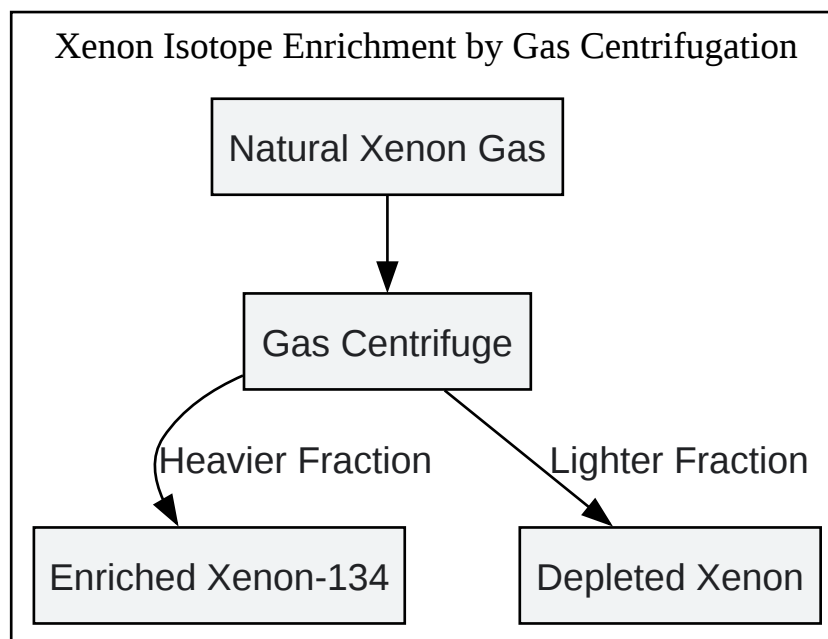 Xenon Isotope Enrichment by Gas Centrifugation
Natural Xenon Gas
Gas Centrifuge
Heavier Fraction
Lighter Fraction
Enriched Xenon-134
Depleted Xenon